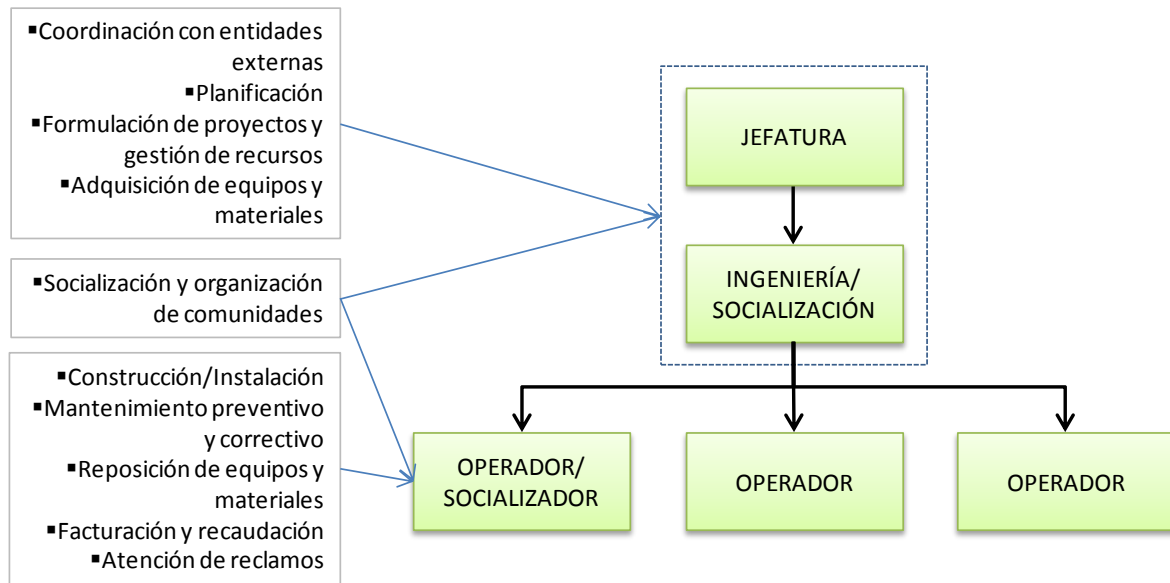 ▪Coordinación con entidades
externas
▪Planificación
▪Formulación de proyectos y
gestión de recursos
▪Adquisición de equipos y
materiales
▪Socialización y organización
de comunidades
▪Construcción/Instalación
▪Mantenimiento preventivo
y correctivo
▪Reposición de equipos y
materiales
▪Facturación y recaudación
▪Atención de reclamos
JEFATURA
INGENIERÍA/
SOCIALIZACIÓN
OPERADOR/
SOCIALIZADOR
OPERADOR
OPERADOR